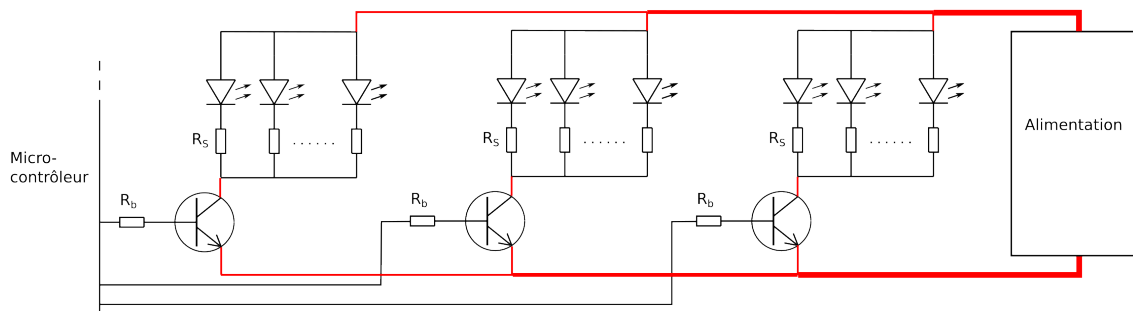 Micro-
contrôleur
R_b
R_S
......
R_b
R_S
......
R_b
R_S
......
Alimentation